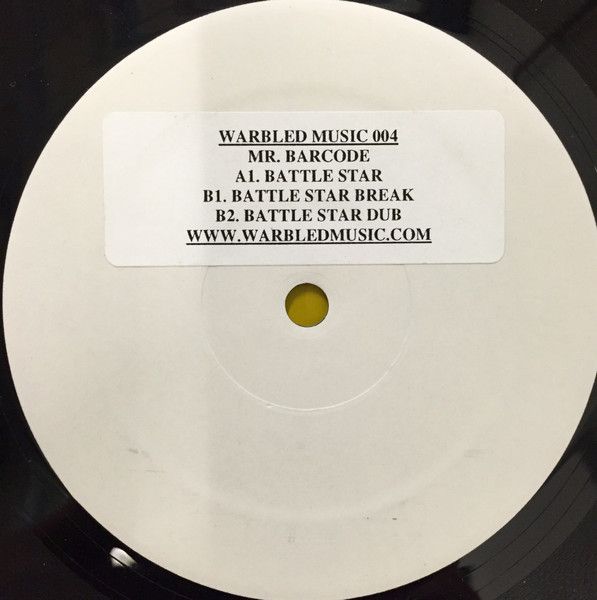 WARBLED MUSIC 004
MR. BARCODE
A1. BATTLE STAR
B1. BATTLE STAR BREAK
B2. BATTLE STAR DUB
WWW.WARBLEDMUSIC.COM